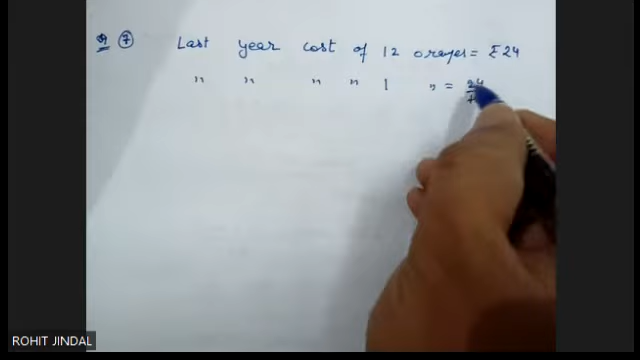 Q (7) Last year cost of 12 oranges = ₹24
" " " " 1 " = 24
ROHIT JINDAL